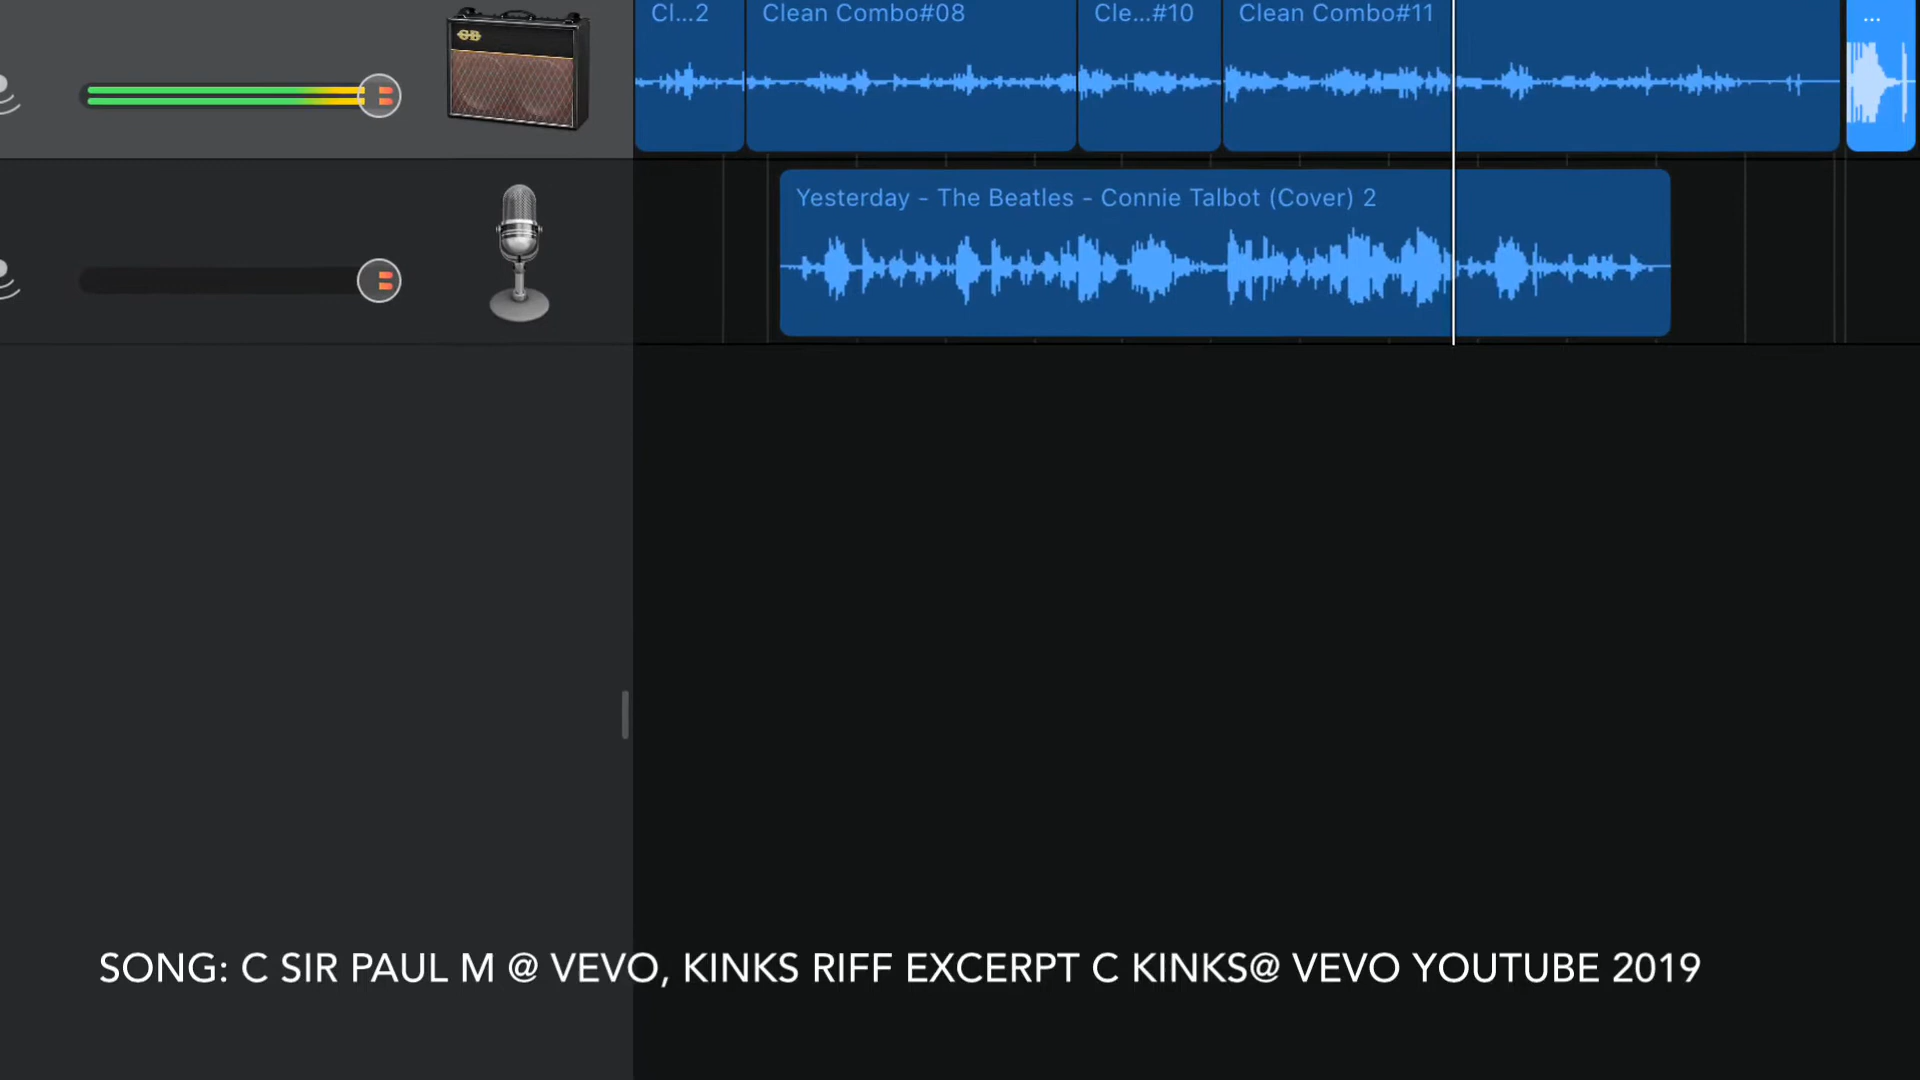 Cl...2 Clean Combo#08 Cle...#10 Clean Combo#11 ...
GB
Yesterday - The Beatles - Connie Talbot (Cover) 2
SONG: C SIR PAUL M @ VEVO, KINKS RIFF EXCERPT C KINKS@ VEVO YOUTUBE 2019